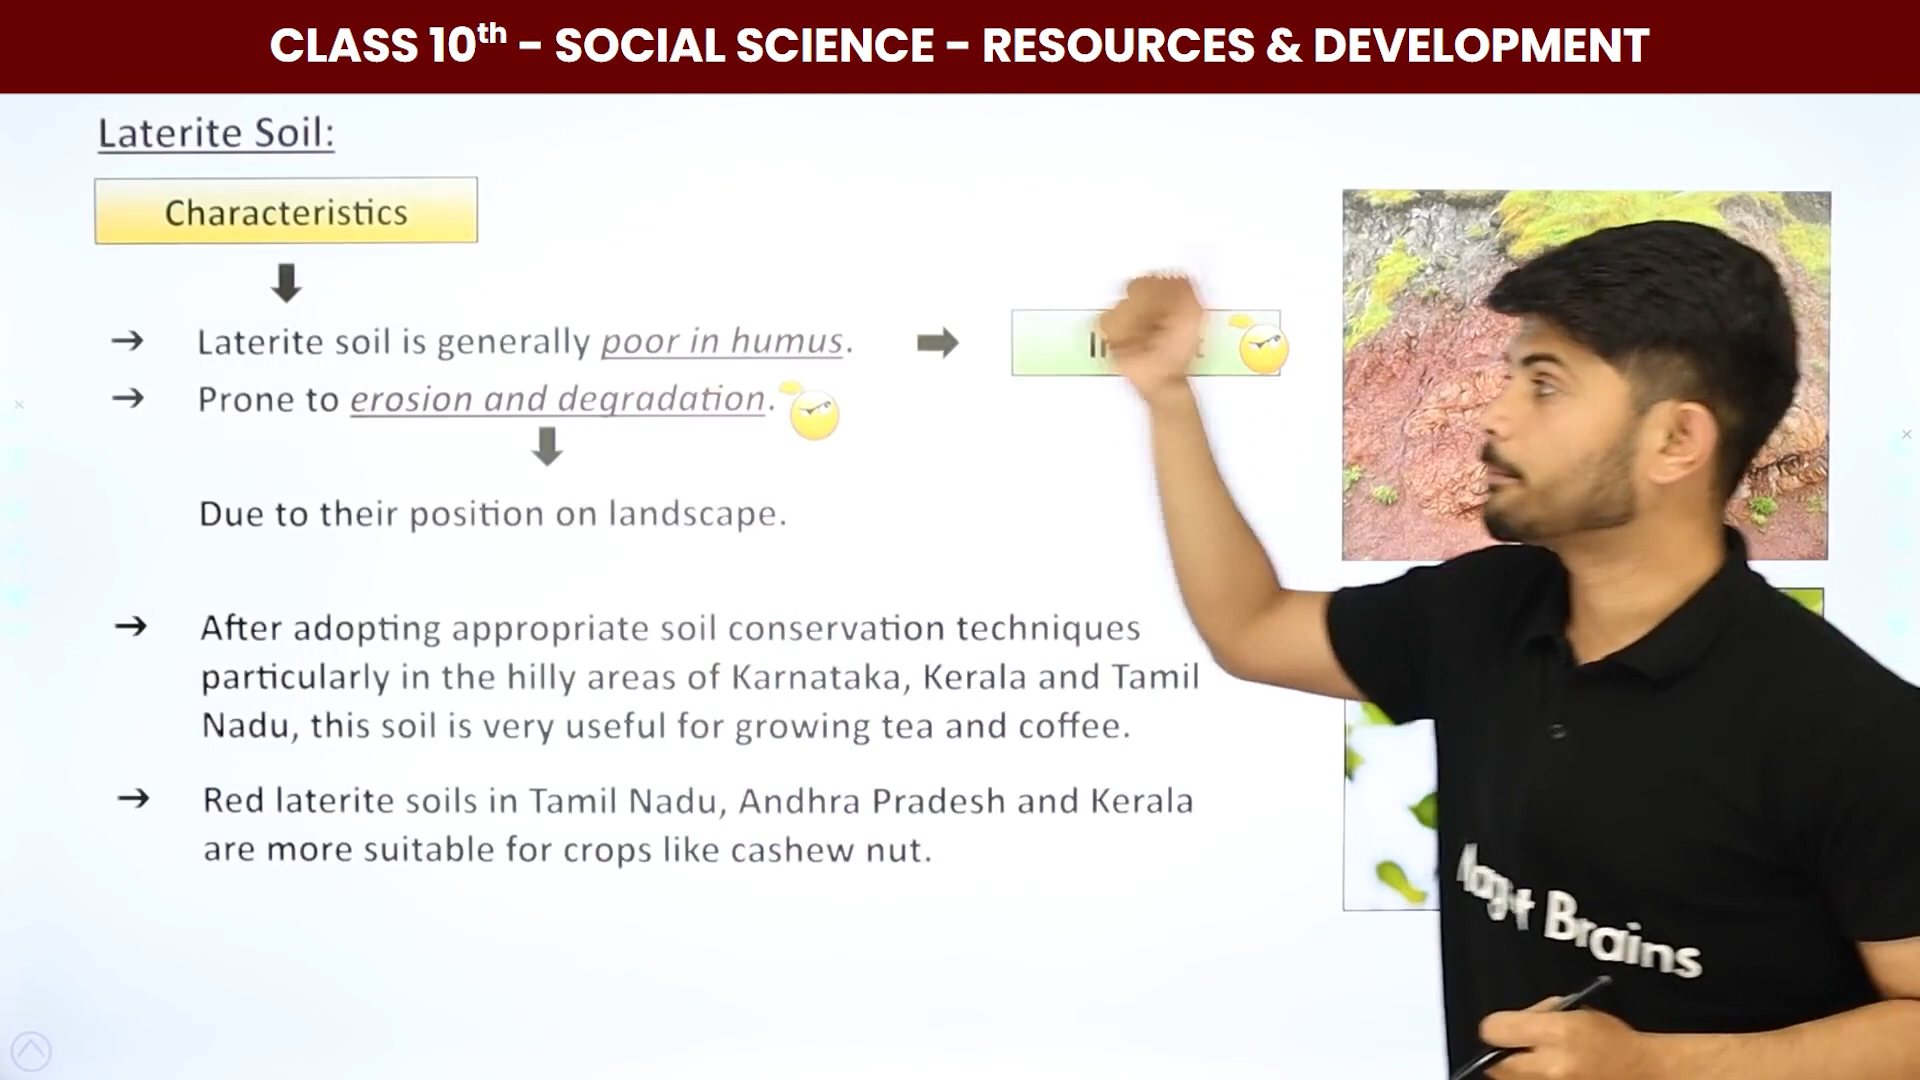 CLASS 10th - SOCIAL SCIENCE - RESOURCES & DEVELOPMENT
Laterite Soil:
Characteristics
→ Laterite soil is generally poor in humus.
→ Prone to erosion and degradation.
Due to their position on landscape.
→ After adopting appropriate soil conservation techniques
particularly in the hilly areas of Karnataka, Kerala and Tamil
Nadu, this soil is very useful for growing tea and coffee.
→ Red laterite soils in Tamil Nadu, Andhra Pradesh and Kerala
are more suitable for crops like cashew nut.
Brains